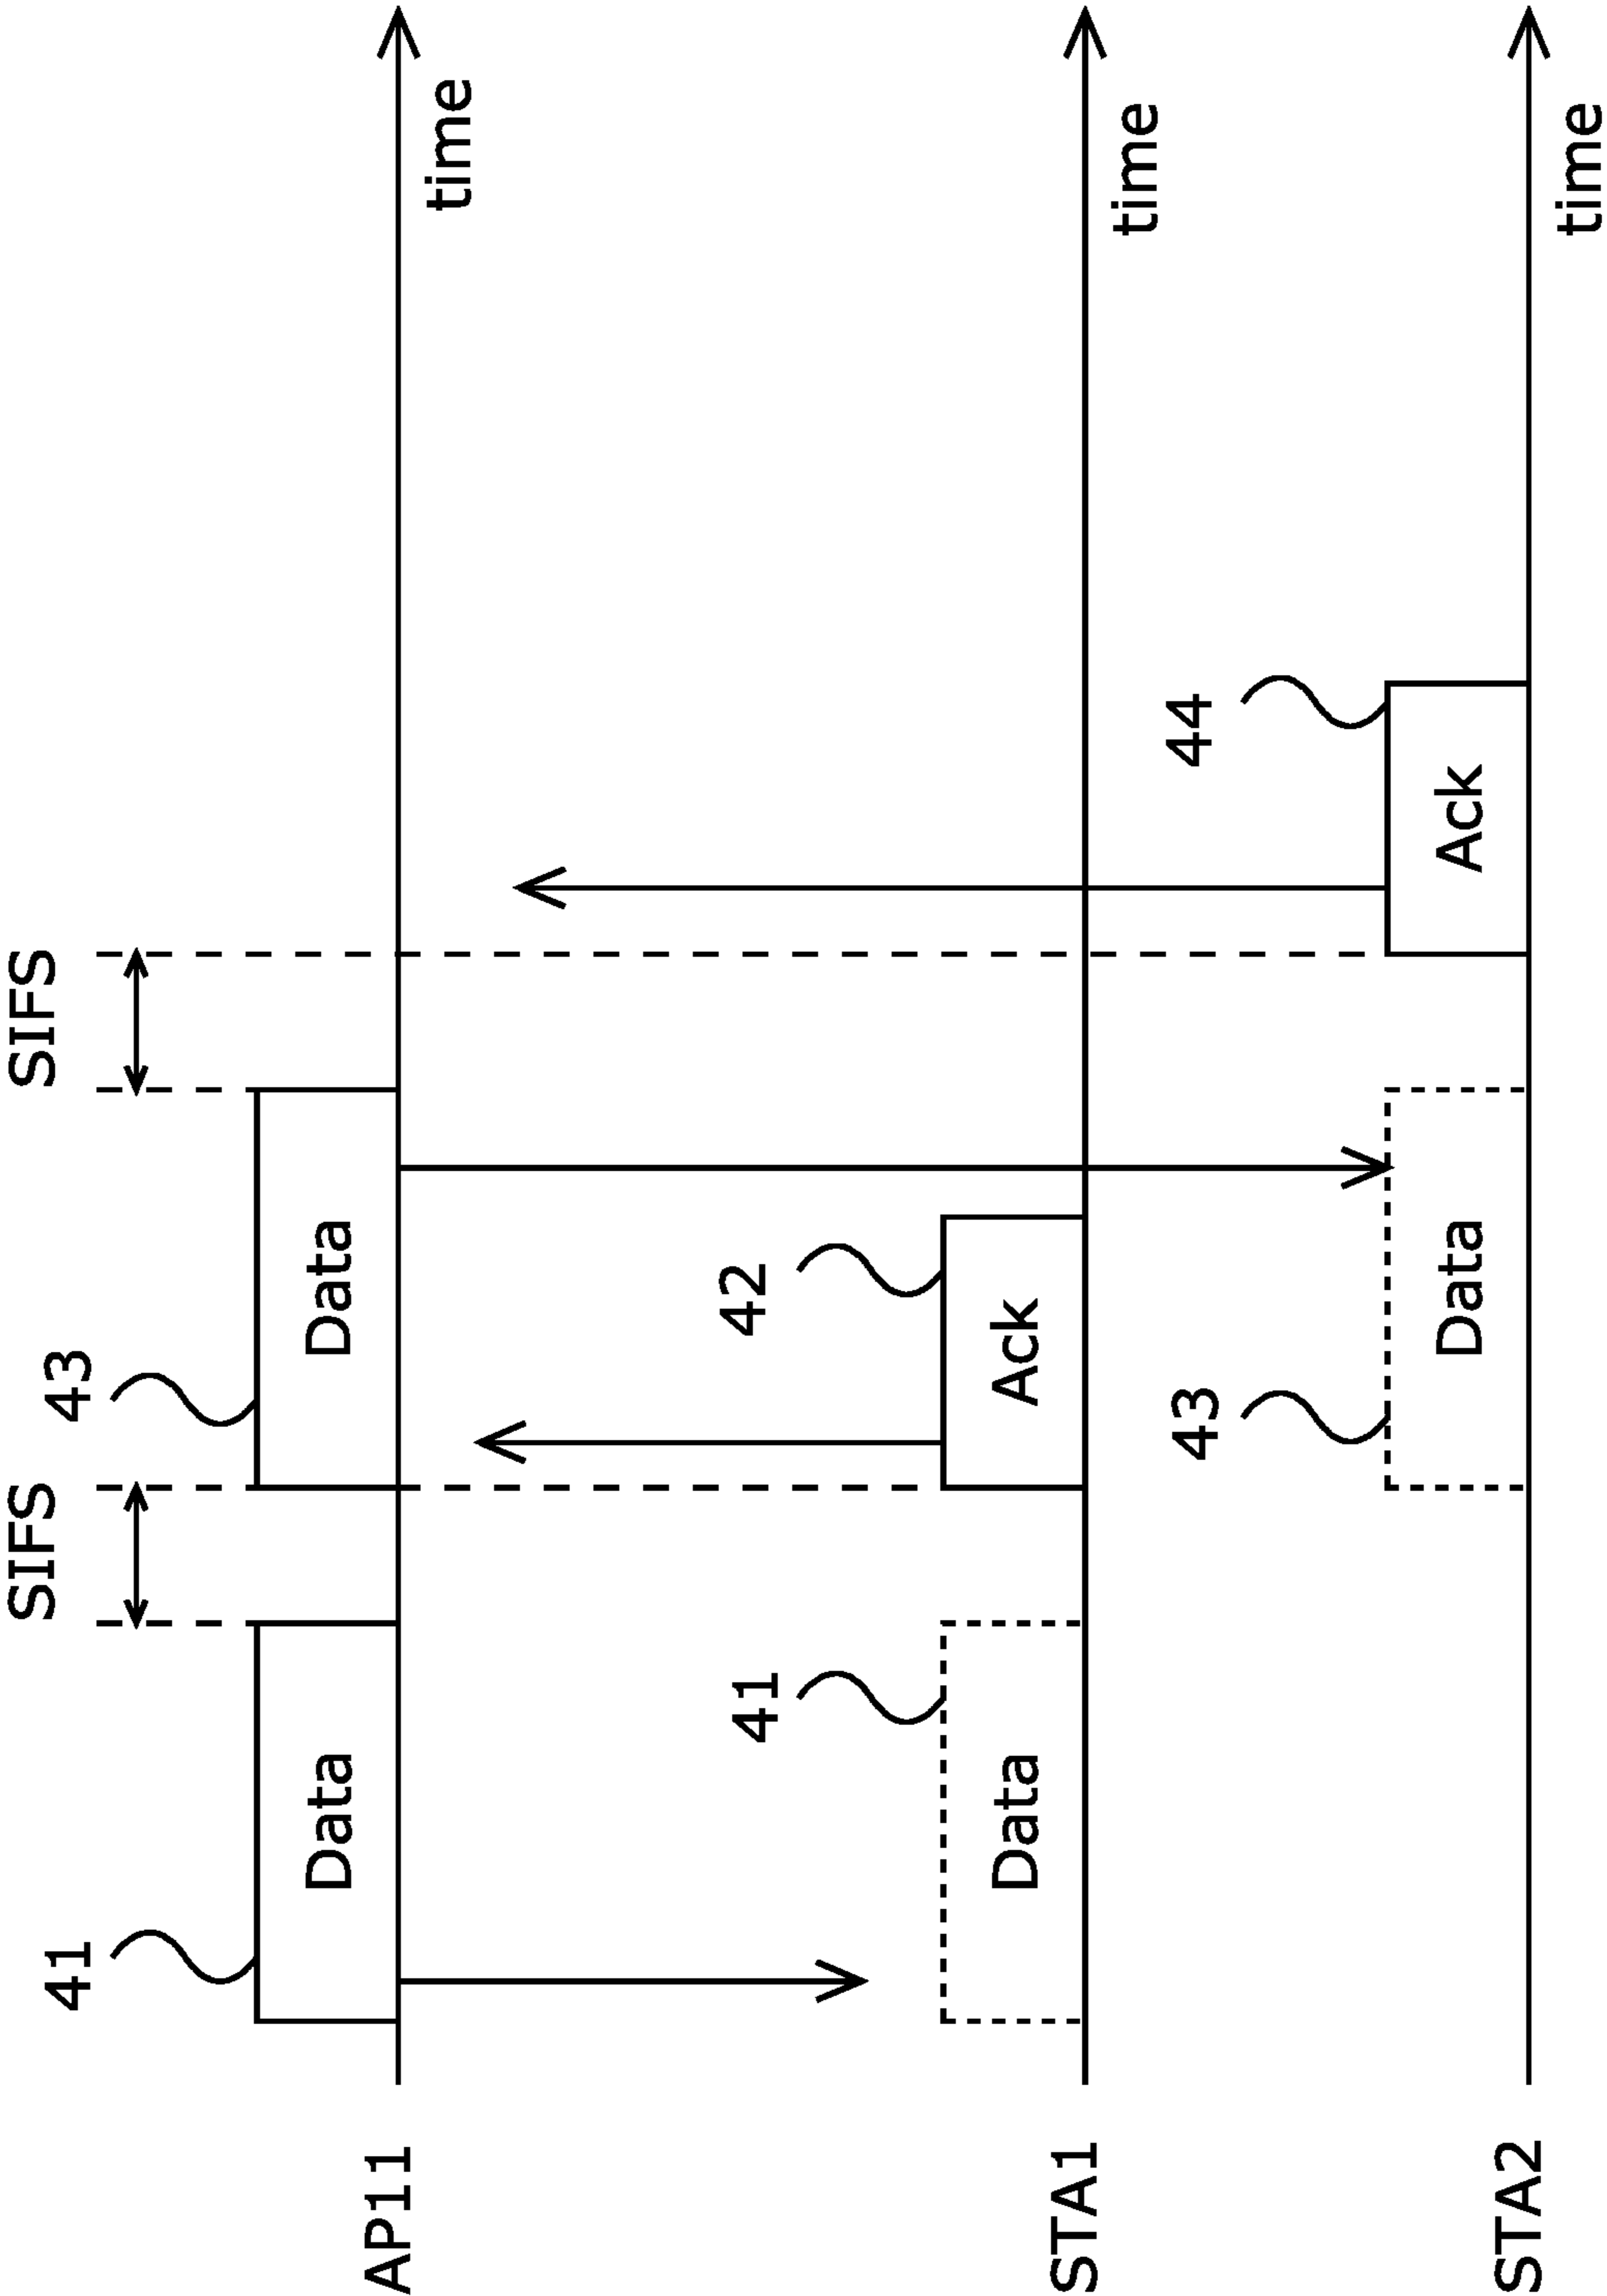 SIFS
SIFS
41
43
Data
Data
AP11
time
41
42
44
Data
Ack
STA1
time
43
Data
Ack
STA2
time